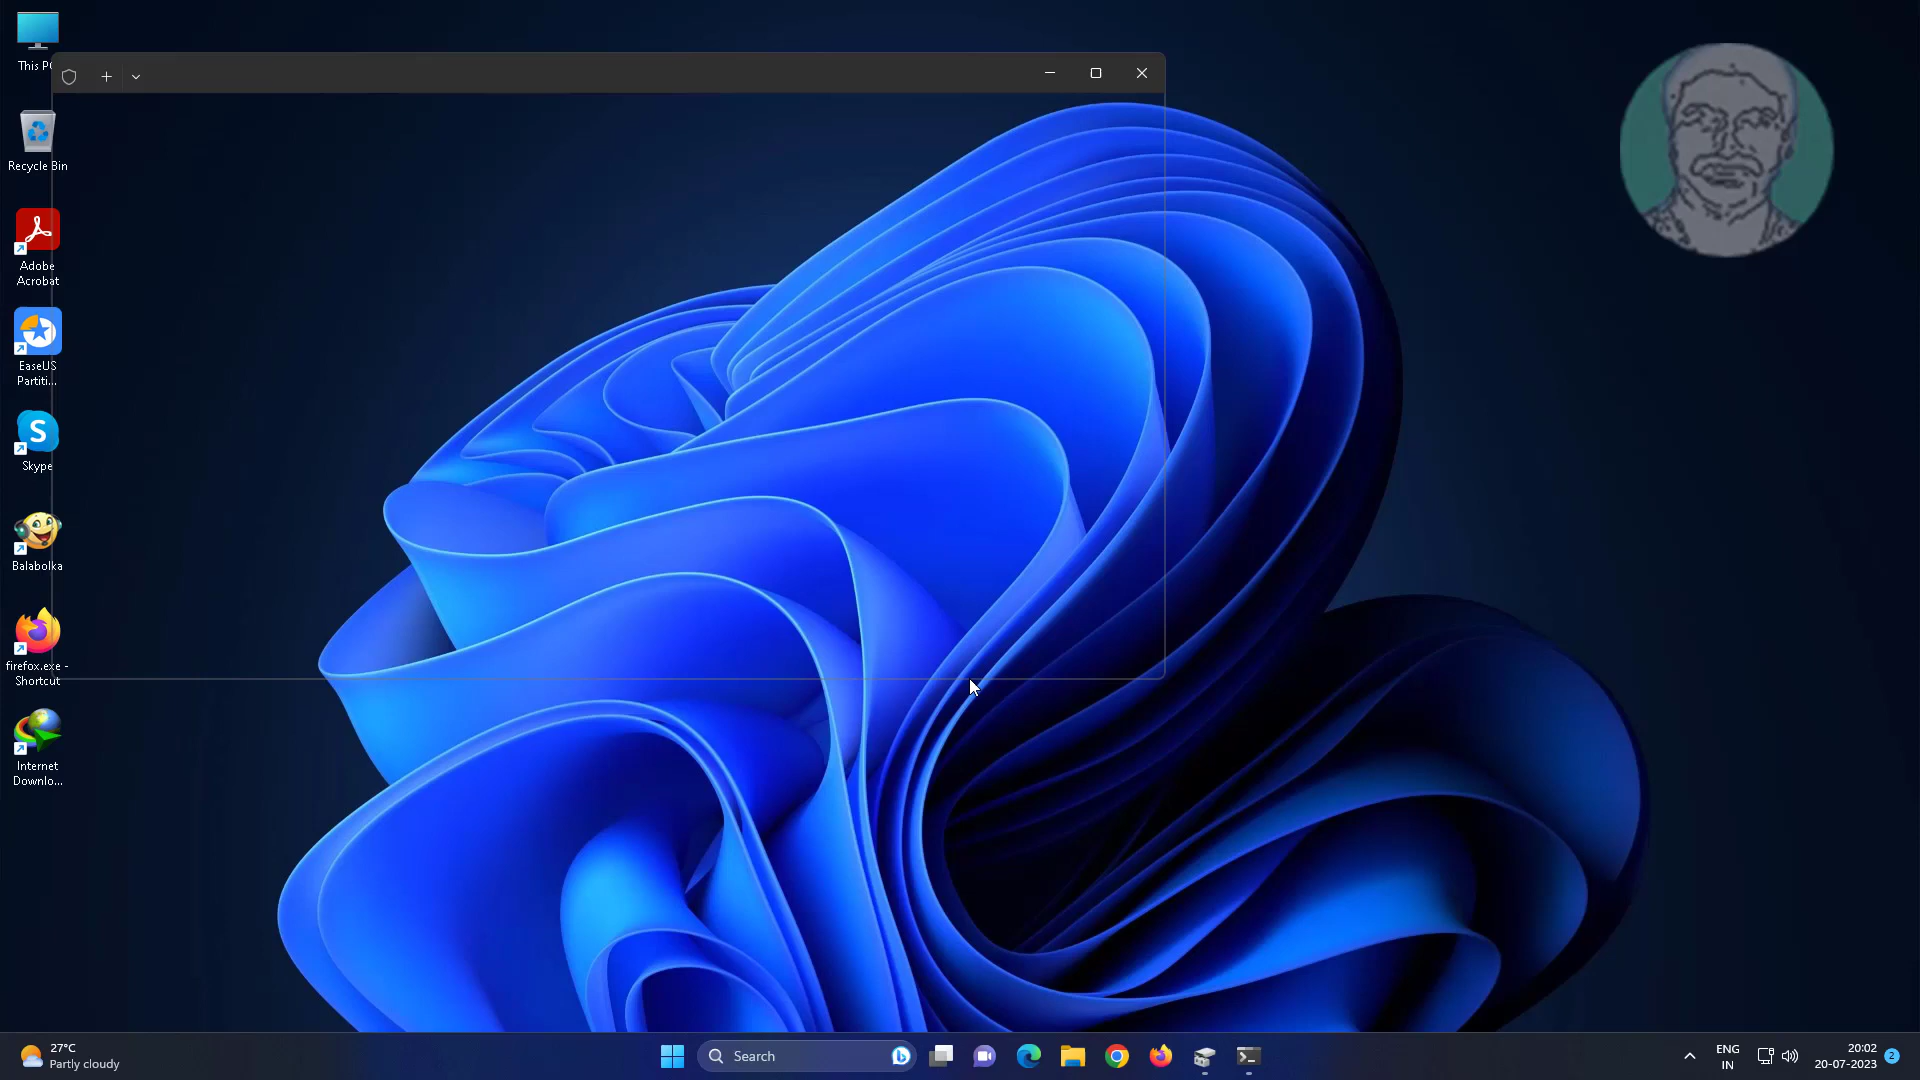 This PC
Recycle Bin
Adobe
Acrobat
EaseUS
Partiti...
Skype
Balabolka
firefox.exe -
Shortcut
Internet
Downlo...
27°C
Partly cloudy
Search
ENG
IN
20:02
20-07-2023
2